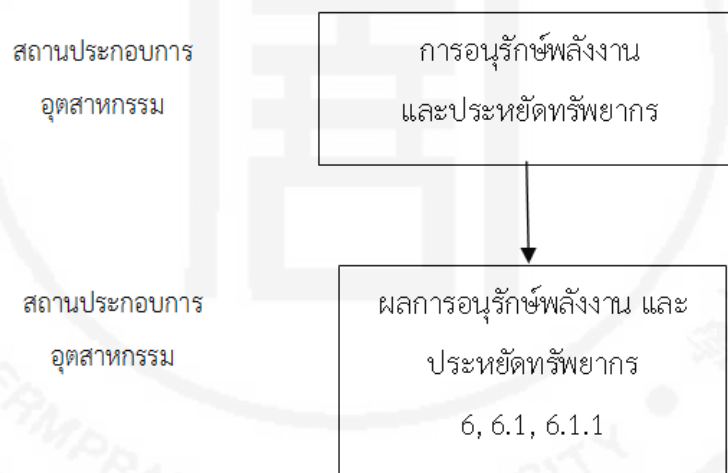 สถานประกอบการ
อุตสาหกรรม
การอนุรักษ์พลังงาน
และประหยัดทรัพยากร
สถานประกอบการ
อุตสาหกรรม
ผลการอนุรักษ์พลังงาน และ
ประหยัดทรัพยากร
6, 6.1, 6.1.1